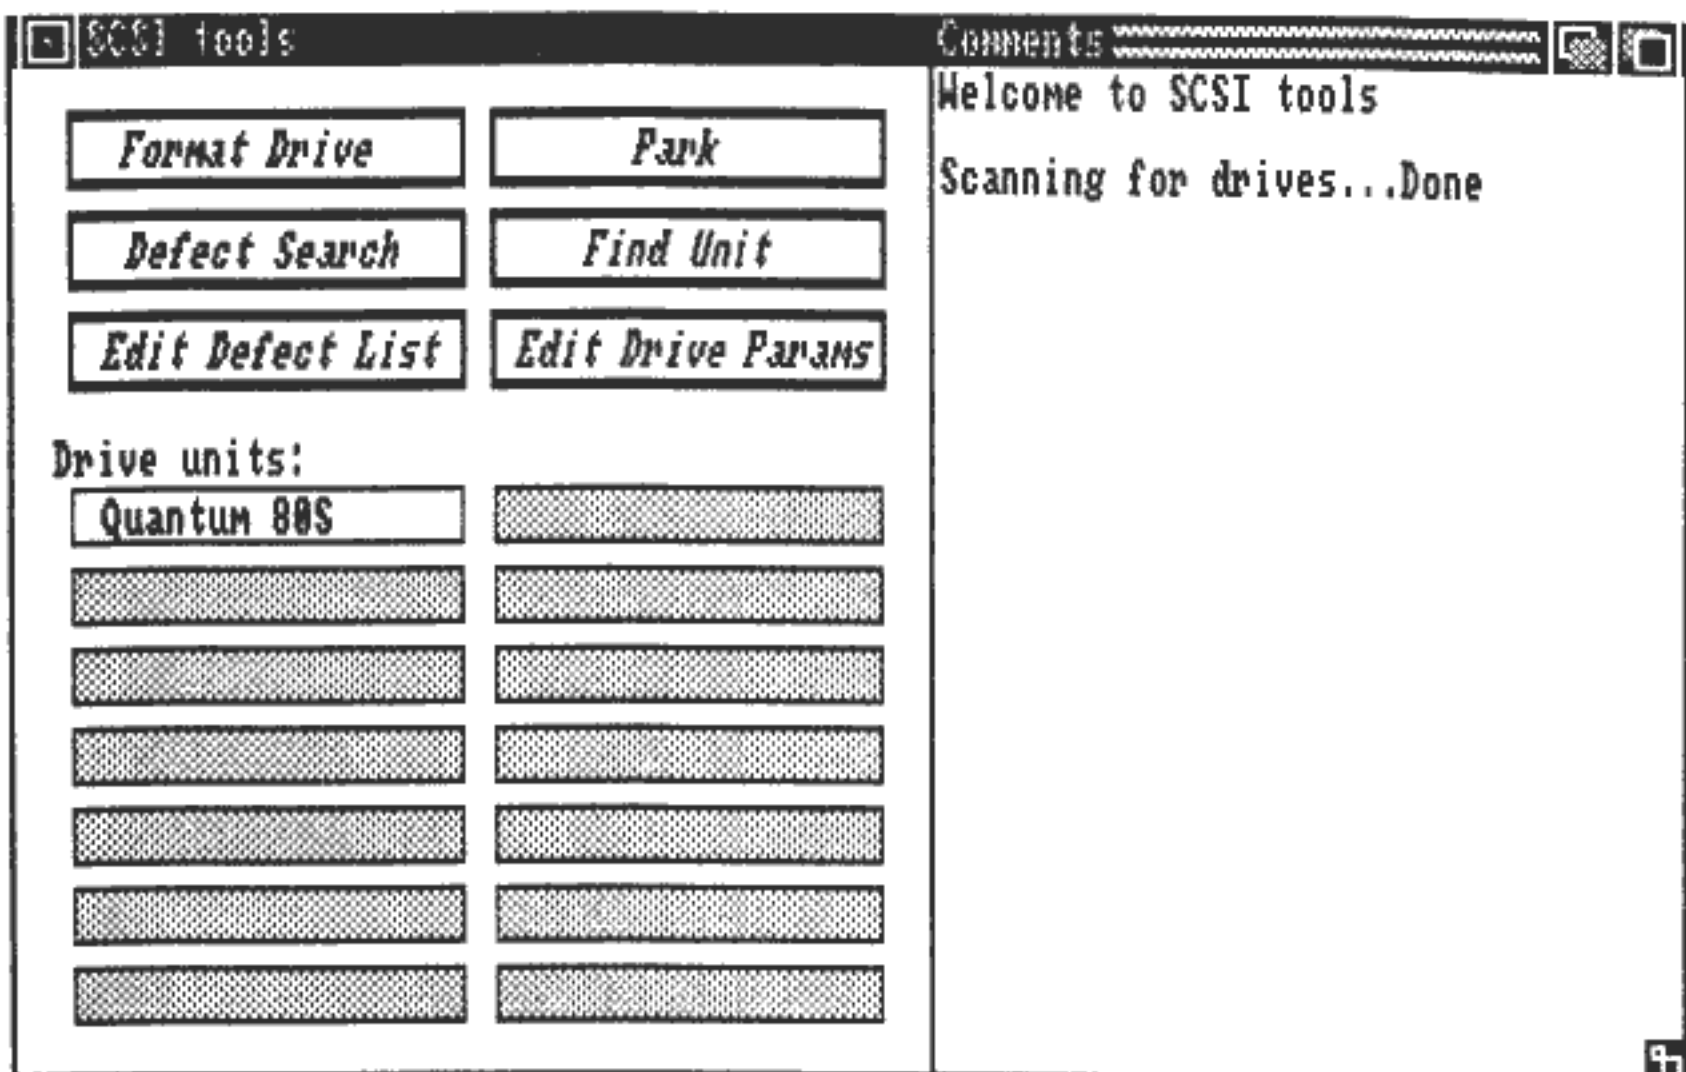 SCSI tools
Comments
Format Drive
Park
Defect Search
Find Unit
Edit Defect List
Edit Drive Params
Drive units:
Quantum 80S
Welcome to SCSI tools
Scanning for drives...Done